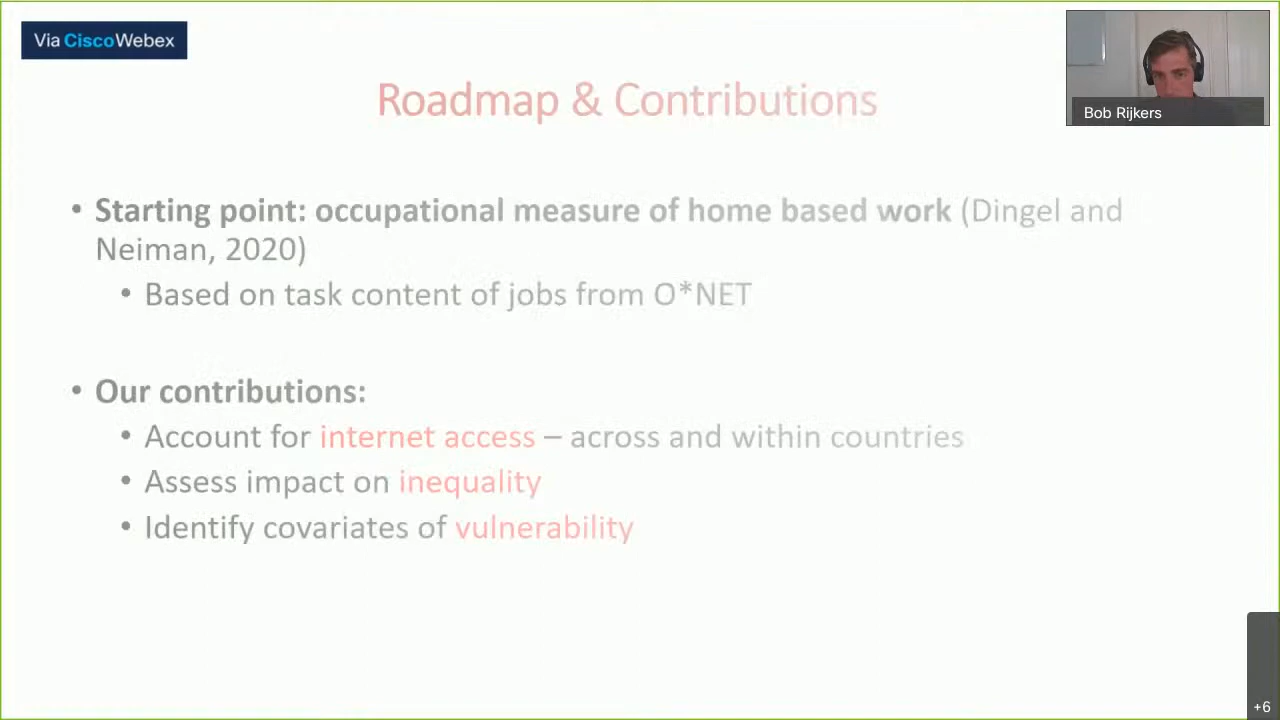 Via CiscoWebex
Bob Rijkers
Roadmap & Contributions
• Starting point: occupational measure of home based work (Dingel and
Neiman, 2020)
• Based on task content of jobs from O*NET
• Our contributions:
• Account for internet access – across and within countries
• Assess impact on inequality
• Identify covariates of vulnerability
+6